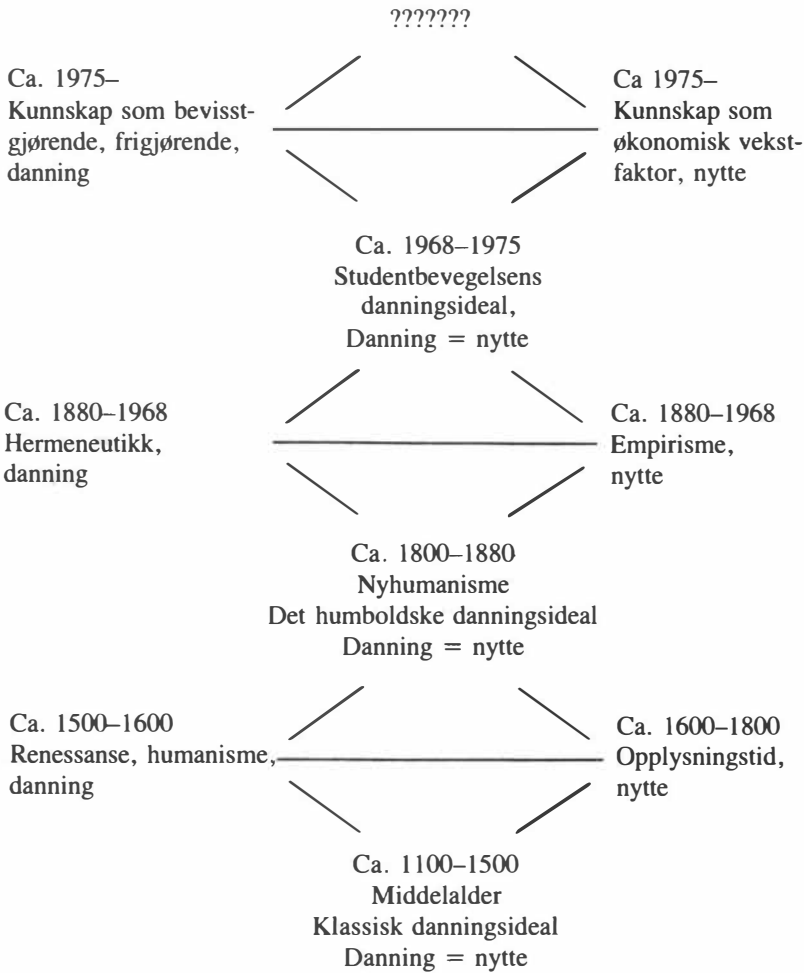 ???????
Ca. 1975–
Kunnskap som bevisst-
gjørende, frigjørende,
danning
Ca 1975–
Kunnskap som
økonomisk vekst-
faktor, nytte
Ca. 1968–1975
Studentbevegelsens
danningsideal,
Danning = nytte
Ca. 1880–1968
Hermeneutikk,
danning
Ca. 1880–1968
Empirisme,
nytte
Ca. 1800–1880
Nyhumanisme
Det humboldske danningsideal
Danning = nytte
Ca. 1500–1600
Renessanse, humanisme,
danning
Ca. 1600–1800
Opplysningstid,
nytte
Ca. 1100–1500
Middelalder
Klassisk danningsideal
Danning = nytte